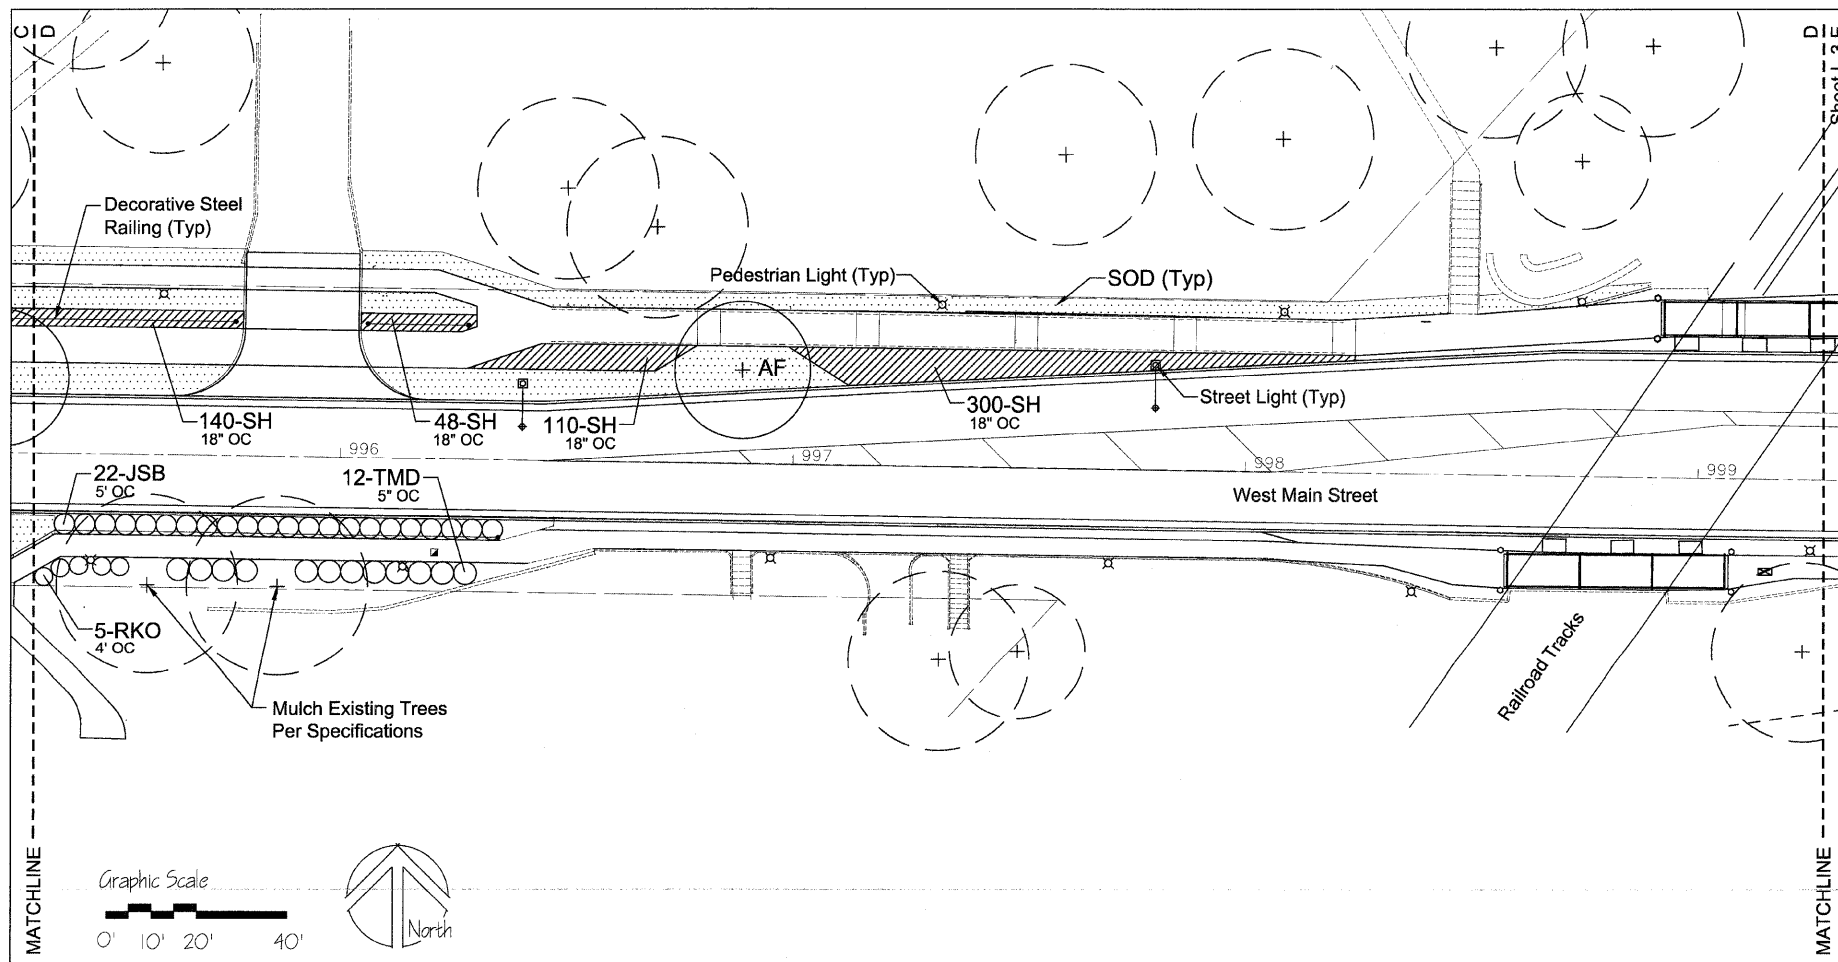 C
D
D
E
Sheet L 3
Decorative Steel
Railing (Typ)
Pedestrian Light (Typ)
SOD (Typ)
AF
140-SH
18" OC
48-SH
18" OC
110-SH
18" OC
300-SH
18" OC
Street Light (Typ)
996
997
998
999
22-JSB
5' OC
12-TMD
5" OC
West Main Street
5-RKO
4' OC
Mulch Existing Trees
Per Specifications
Railroad Tracks
MATCHLINE
MATCHLINE
Graphic Scale
0' 10' 20' 40'
North